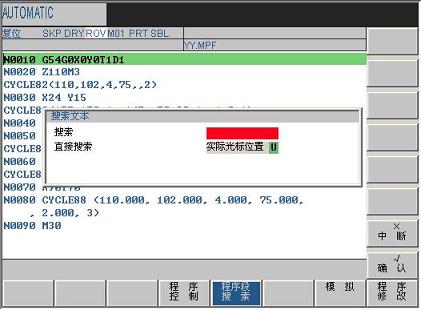 AUTOMATIC
复位 SKP DRY ROV M01 PRT SBL
YY.MPF
N0010 G54G0X0Y0T1D1
N0020 Z110M3
CYCLE82(110,102,4,75,,2)
N0030 X24 Y15
CYCLE8
N0040
N0050
CYCLE8
N0060
CYCLE8
N0070 X90Y70
N0080 CYCLE88 (110.000, 102.000, 4.000, 75.000,
, 2.000, 3)
N0090 M30
搜索文本
搜索
直接搜索 实际光标位置 U
× 中 断
√ 确 认
程 序 控 制
程序段 搜 索
模 拟
程 序 修 改